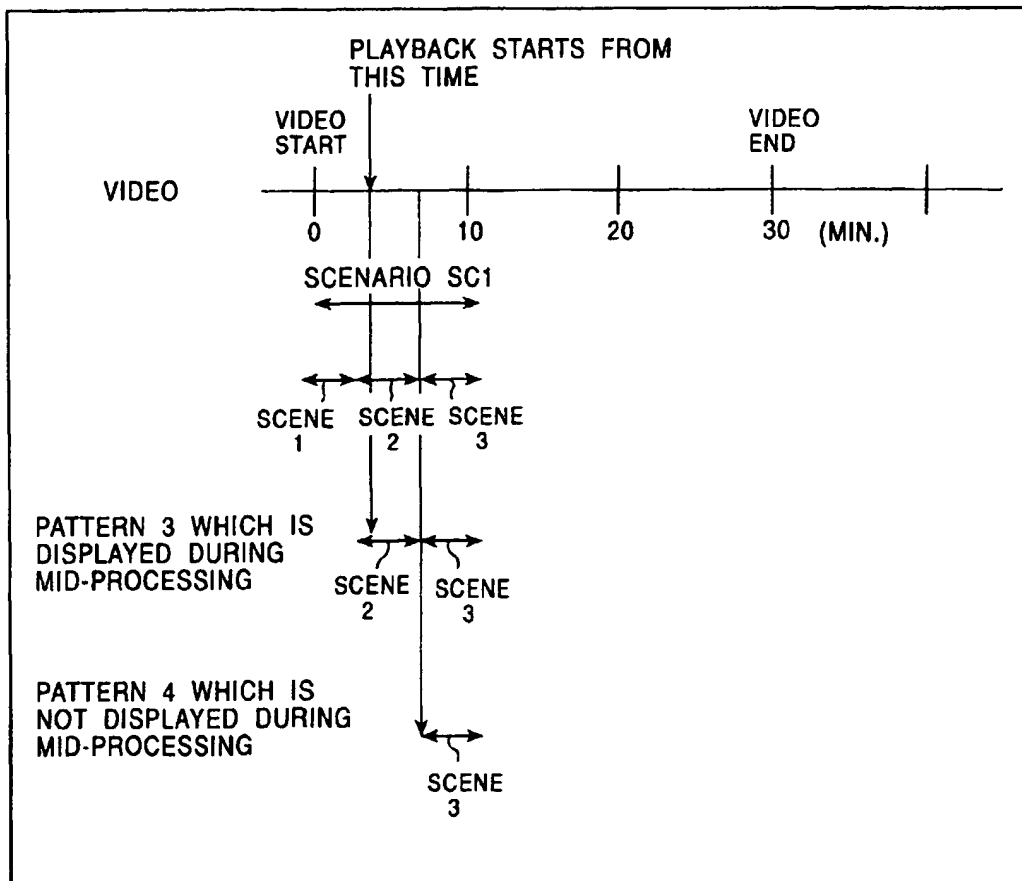 PLAYBACK STARTS FROM
THIS TIME
VIDEO
START
VIDEO
END
VIDEO
0
10
20
30
(MIN.)
SCENARIO SC1
SCENE
1
SCENE
2
SCENE
3
PATTERN 3 WHICH IS
DISPLAYED DURING
MID-PROCESSING
SCENE
2
SCENE
3
PATTERN 4 WHICH IS
NOT DISPLAYED DURING
MID-PROCESSING
SCENE
3